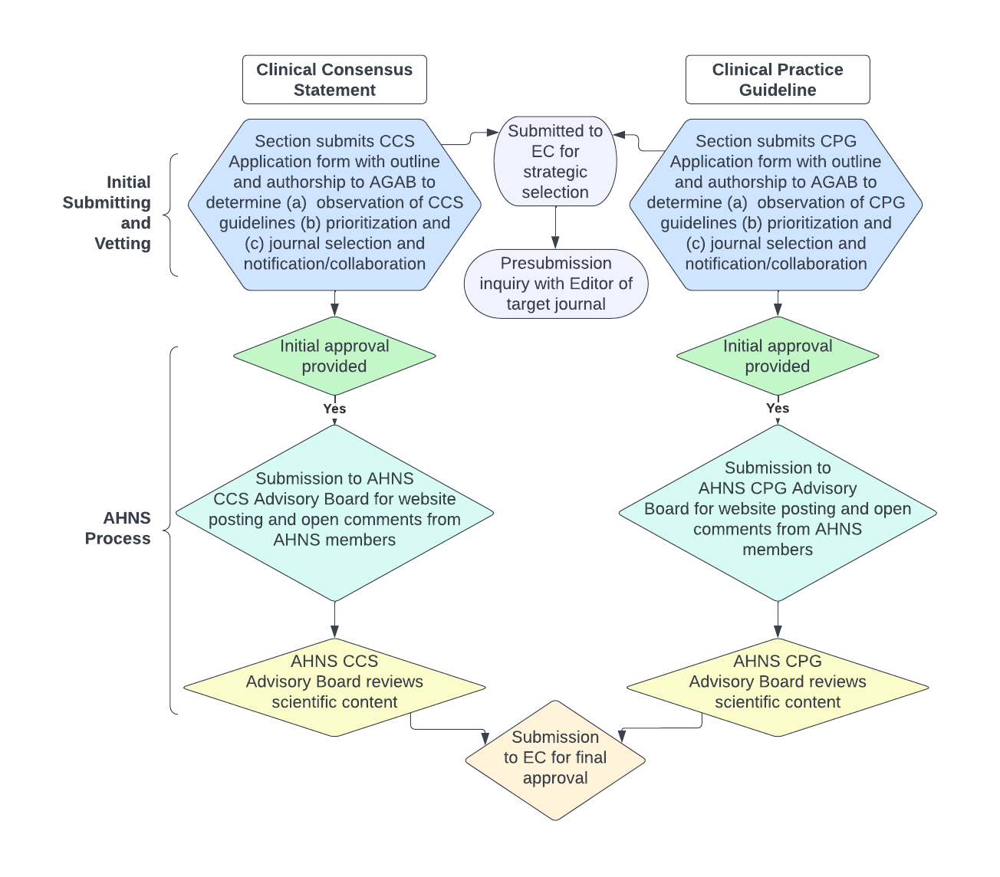 Clinical Consensus
Statement
Clinical Practice
Guideline
Initial
Submitting
and
Vetting
Section submits CCS
Application form with outline
and authorship to AGAB to
determine (a)  observation of CCS
guidelines (b) prioritization and
(c) journal selection and
notification/collaboration
Submitted to
EC for
strategic
selection
Presubmission
inquiry with Editor of
target journal
Section submits CPG
Application form with outline
and authorship to AGAB to
determine (a)  observation of CPG
guidelines (b) prioritization and
(c) journal selection and
notification/collaboration
AHNS
Process
Initial approval
provided
Yes
Submission to AHNS
CCS Advisory Board for website
posting and open comments from
AHNS members
AHNS CCS
Advisory Board reviews
scientific content
Initial approval
provided
Yes
Submission to
AHNS CPG Advisory
Board for website posting and open
comments from AHNS
members
AHNS CPG
Advisory Board reviews
scientific content
Submission
to EC for final
approval